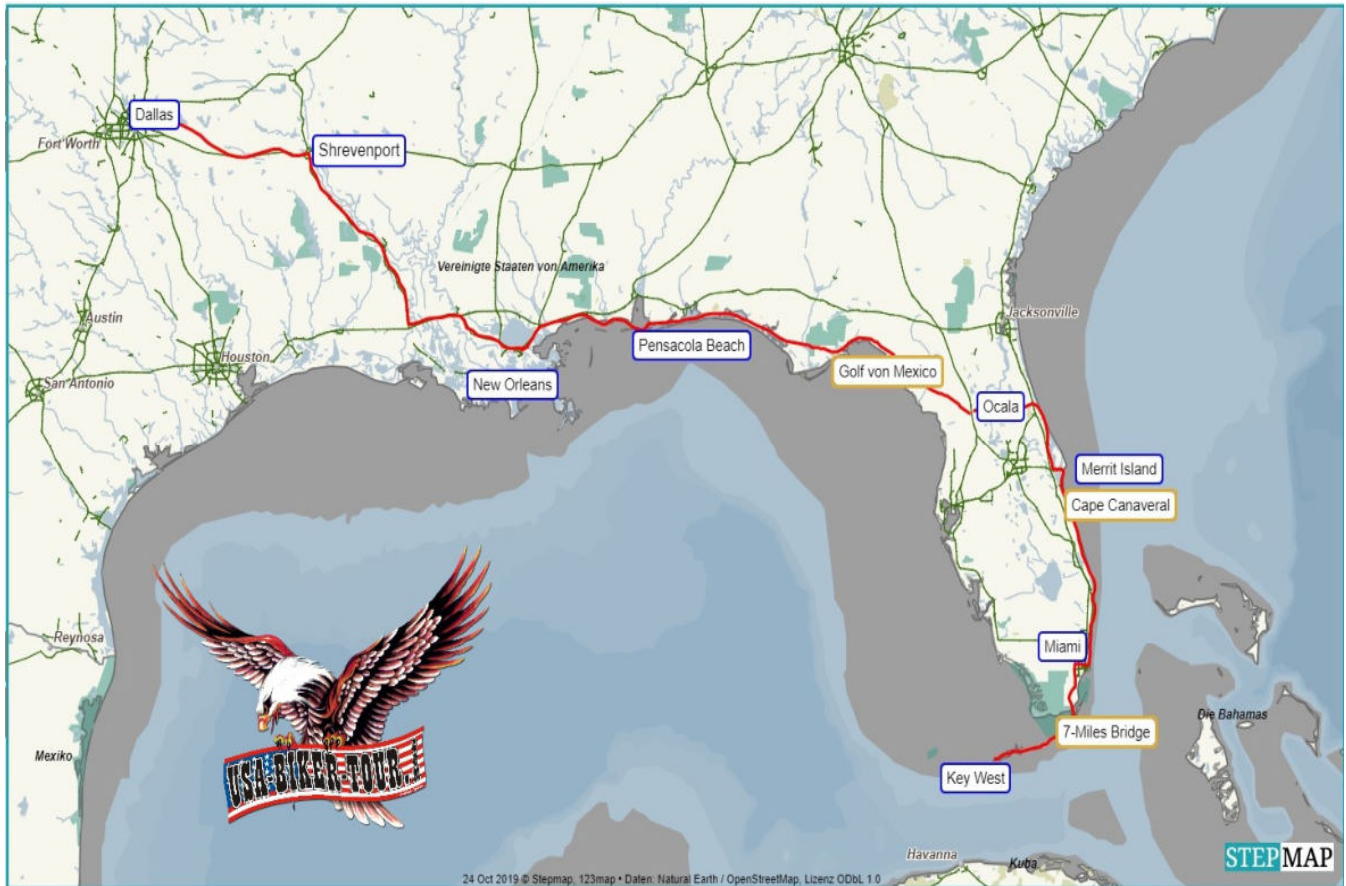 Dallas
Fort Worth
Shrevenport
Vereinigte Staaten von Amerika
Austin
Houston
San Antonio
New Orleans
Pensacola Beach
Jacksonville
Golf von Mexico
Ocala
Merrit Island
Cape Canaveral
Reynosa
Miami
Mexiko
USA-BIKER-TOUR.1
7-Miles Bridge
Die Bahamas
Key West
Havanna
Kuba
STEPMAP
24 Oct 2019 © Stepmap, 123map • Daten: Natural Earth / OpenStreetMap, Lizenz ODbL 1.0